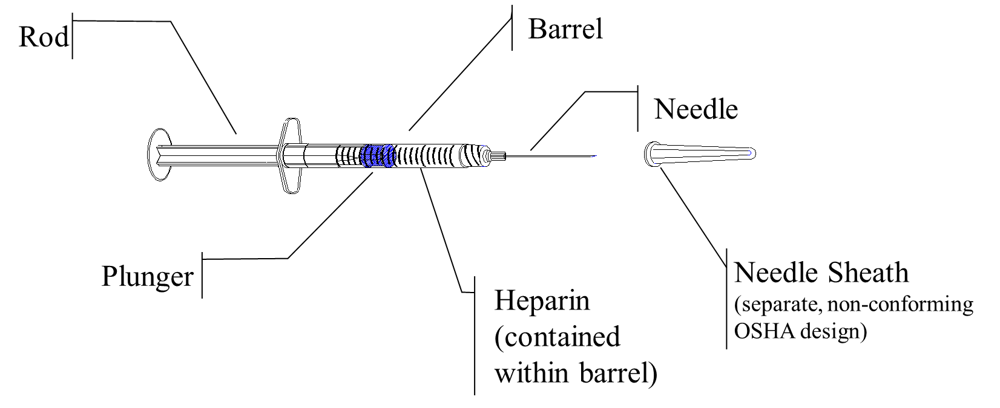 Rod
Barrel
Needle
Plunger
Heparin
(contained
within barrel)
Needle Sheath
(separate, non-conforming
OSHA design)